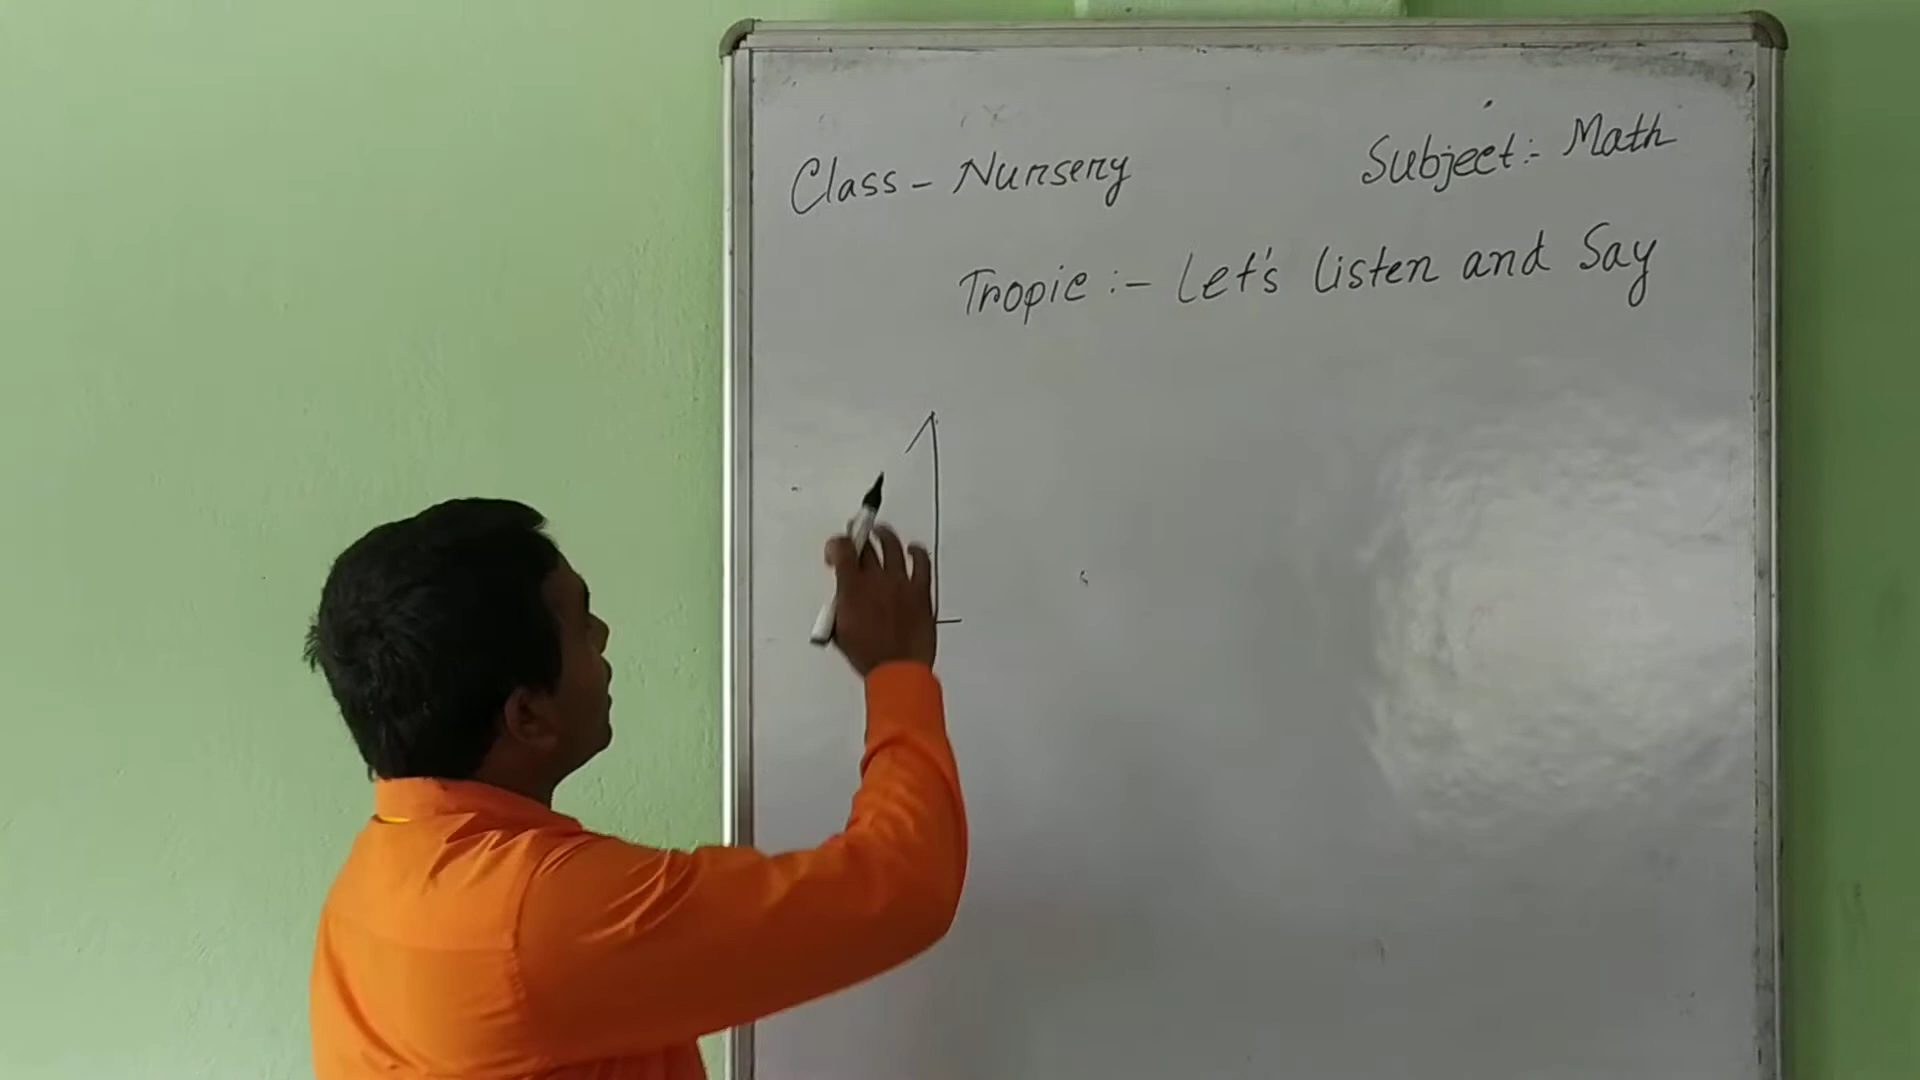 Class - Nursery
Subject:- Math
Tropic :- Let's listen and Say
1